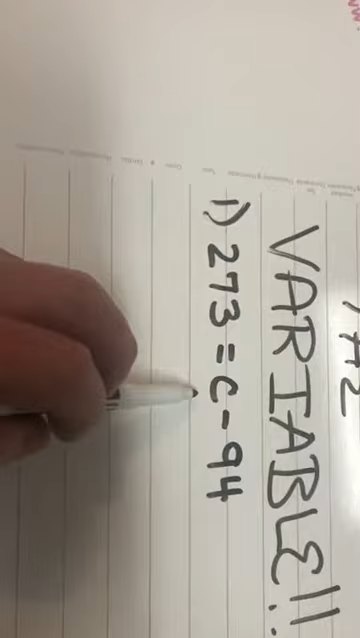 VARIABLE!!
1) 273 = c - 94